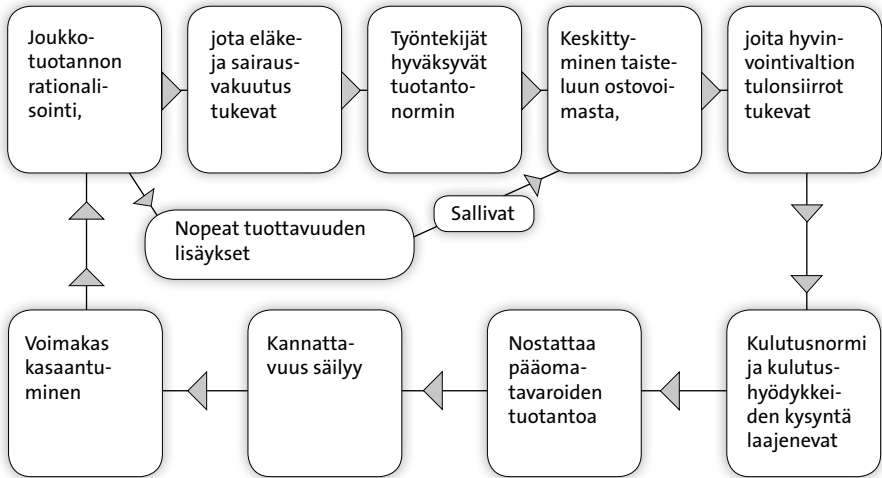 Joukko-
tuotannon
rationali-
sointi,
jota eläke-
ja sairaus-
vakuutus
tukevat
Työntekijät
hyväksyvät
tuotanto-
normin
Keskitty-
minen taiste-
luun ostovoi-
masta,
joita hyvin-
vointivaltion
tulonsiirrot
tukevat
Nopeat tuottavuuden
lisäykset
Sallivat
Voimakas
kasaantu-
minen
Kannatta-
vuus säilyy
Nostattaa
pääoma-
tavaroiden
tuotantoa
Kulutusnormi
ja kulutus-
hyödykkei-
den kysyntä
laajenevat